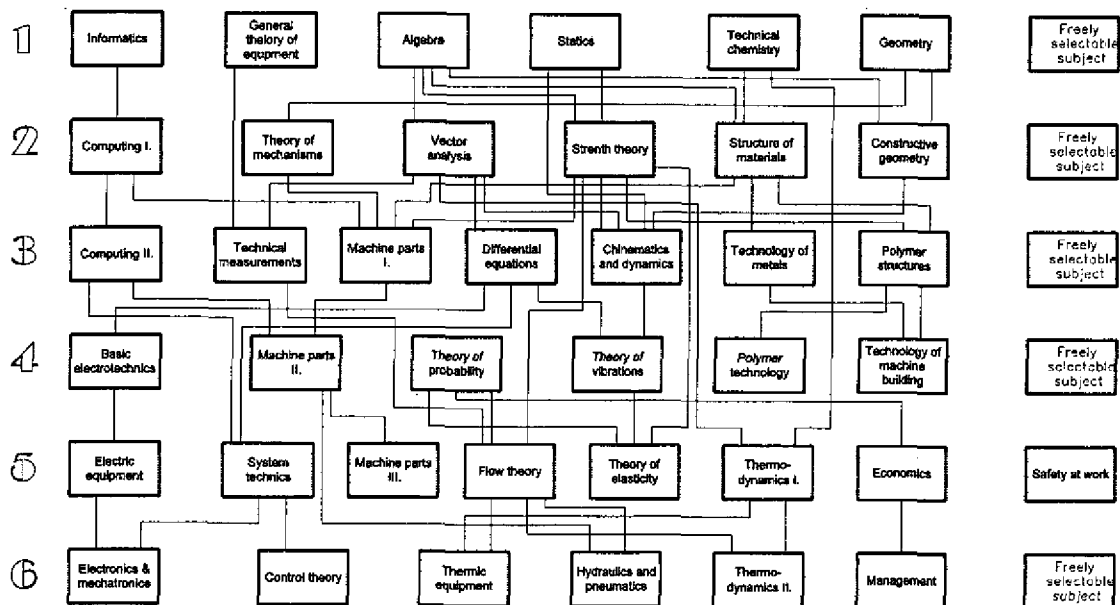 1
Informatics
General
thelory of
equipment
Algebra
Statics
Technical
chemistry
Geometry
Freely
selectable
subject
2
Computing I.
Theory of
mechanisms
Vector
analysis
Strenth theory
Structure of
materials
Constructive
geometry
Freely
selectable
subject
3
Computing II.
Technical
measurements
Machine parts
I.
Differential
equations
Chinematics
and dynamics
Technology of
metals
Polymer
structures
Freely
selectable
subject
4
Basic
electrotechnics
Machine parts
II.
Theory of
probability
Theory of
vibrations
Polymer
technology
Technology of
machine
building
Freely
selectable
subject
5
Electric
equipment
System
technics
Machine parts
III.
Flow theory
Theory of
elasticity
Thermo-
dynamics I.
Economics
Safety at work
6
Electronics &
mechatronics
Control theory
Thermic
equipment
Hydraulics and
pneumatics
Thermo-
dynamics II.
Management
Freely
selectable
subject